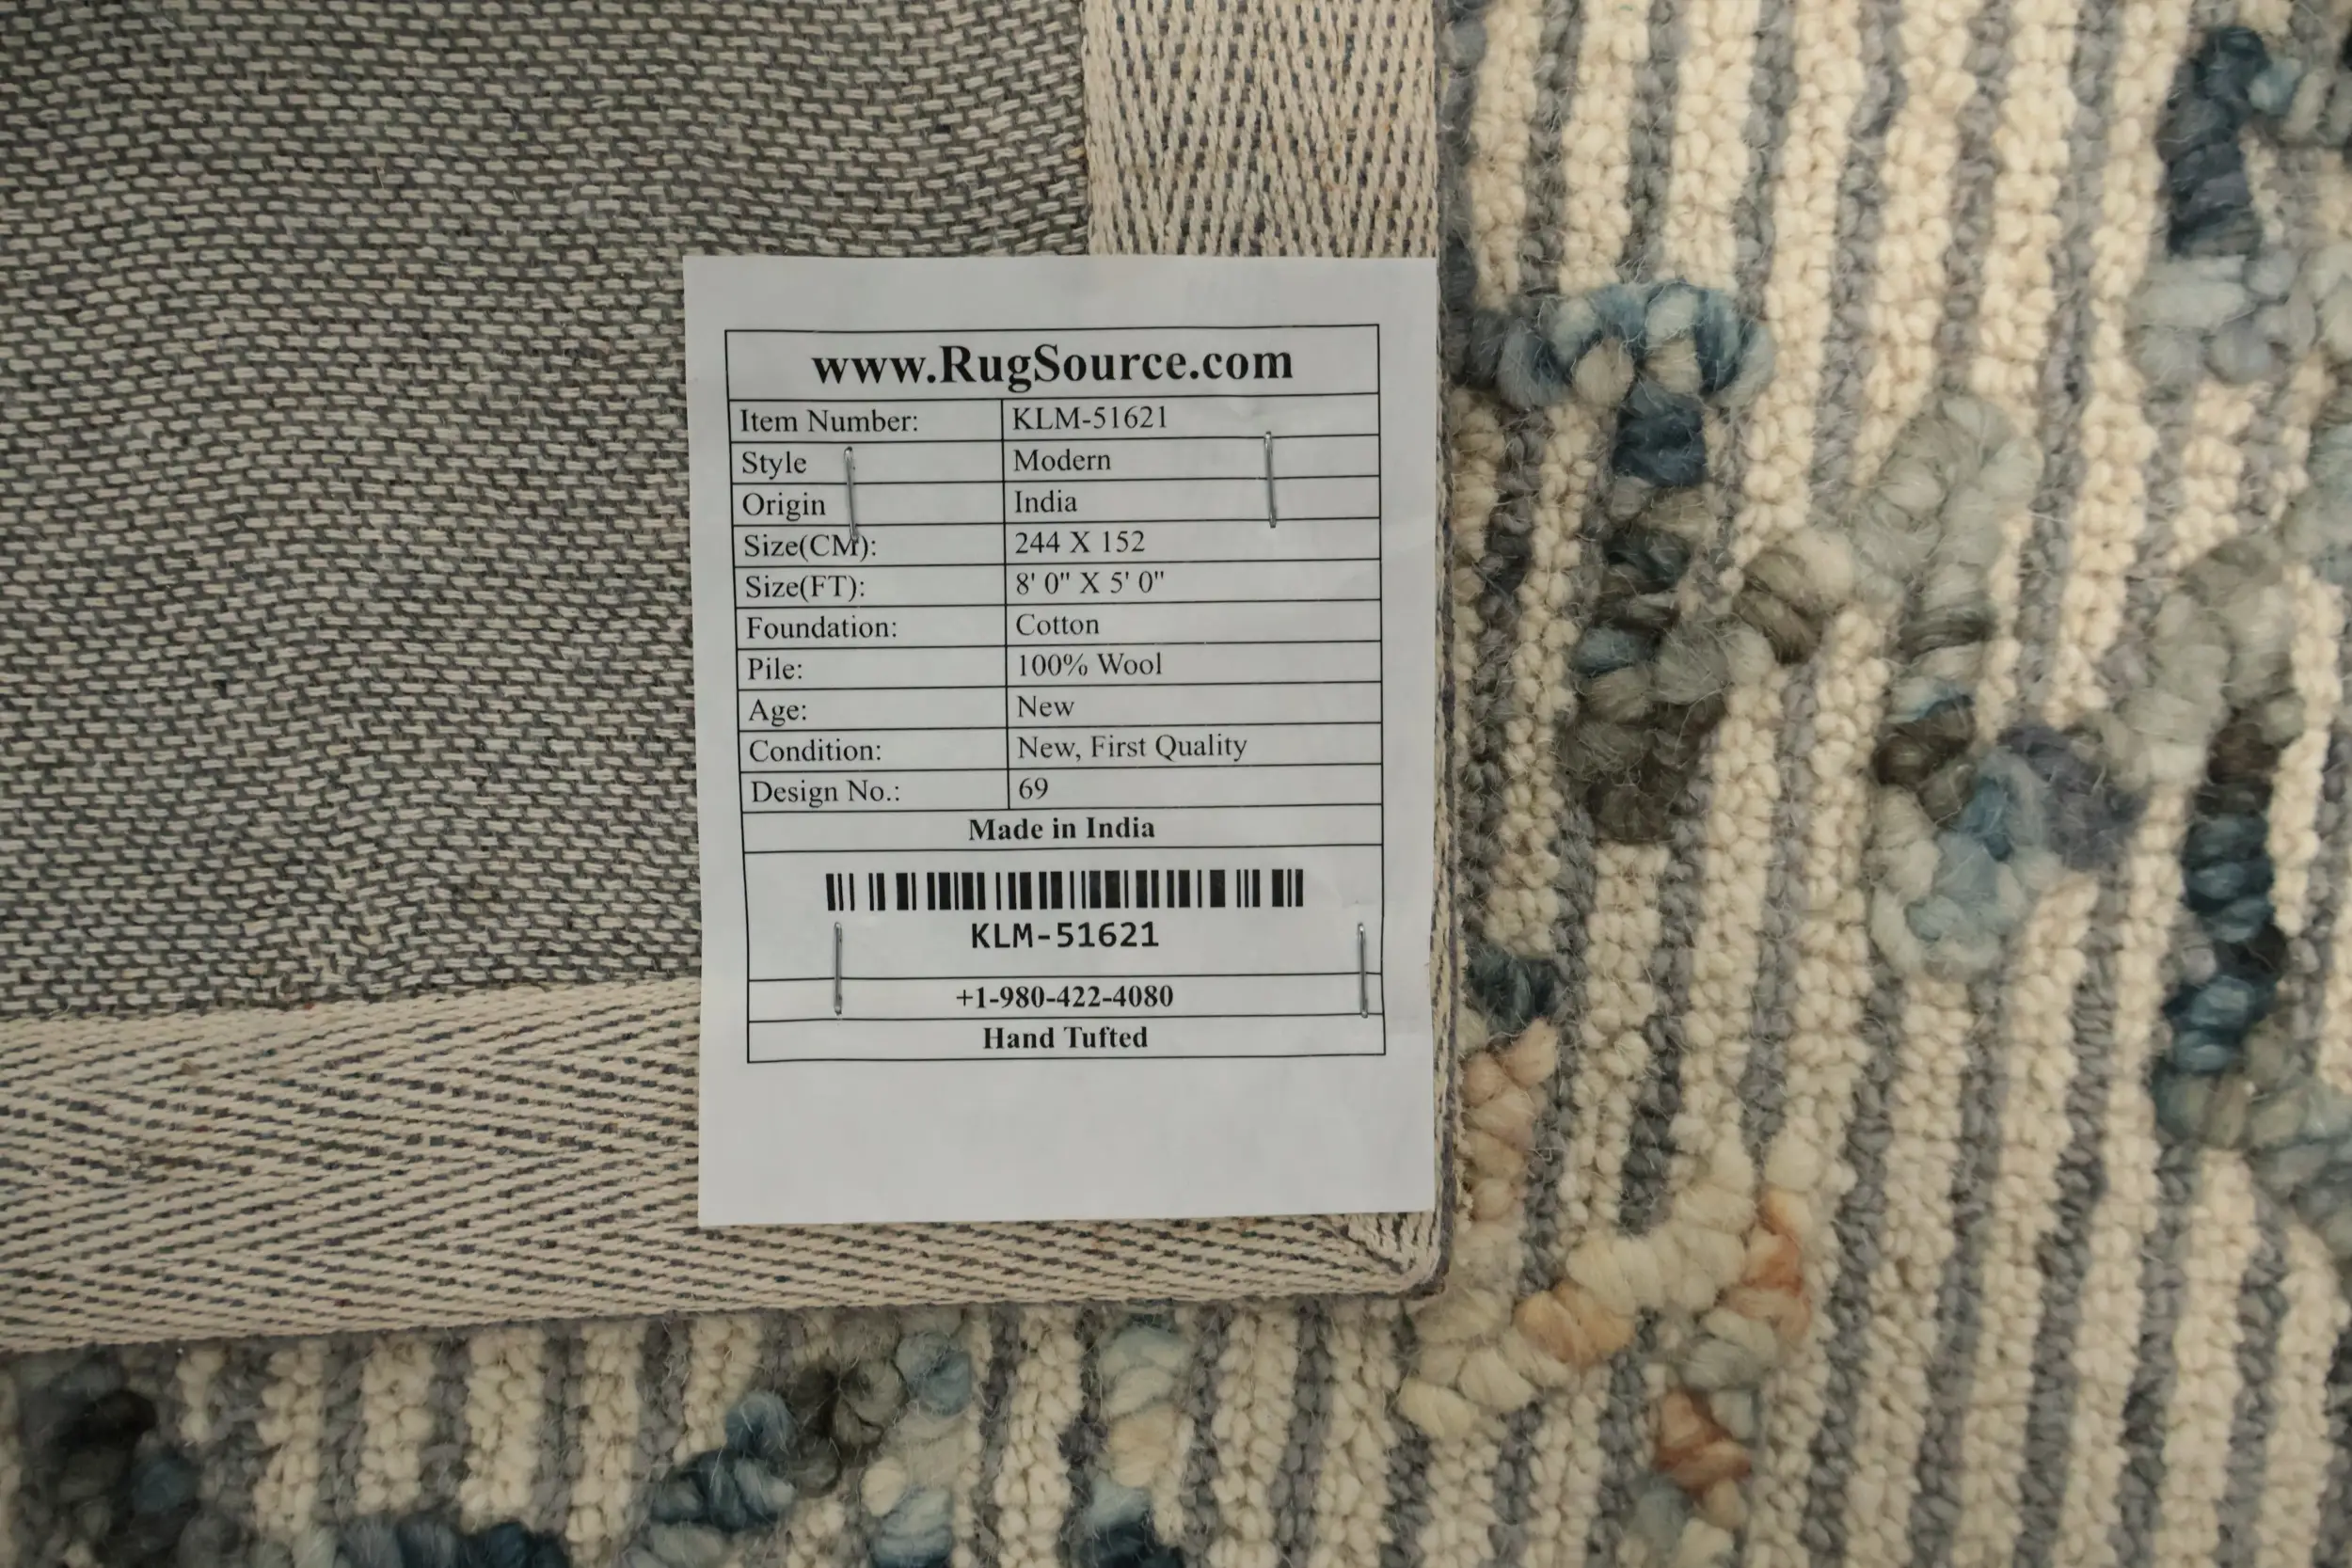 www.RugSource.com
Item Number: KLM-51621
Style Modern
Origin India
Size(CM): 244 X 152
Size(FT): 8' 0" X 5' 0"
Foundation: Cotton
Pile: 100% Wool
Age: New
Condition: New, First Quality
Design No.: 69
Made in India
KLM-51621
+1-980-422-4080
Hand Tufted